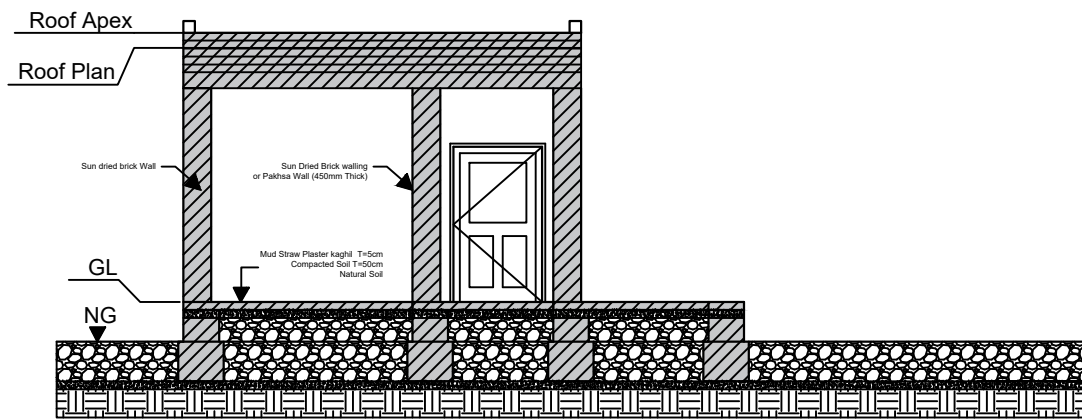 Roof Apex
Roof Plan
Sun dried brick Wall
Sun Dried Brick walling
or Pakhsa Wall (450mm Thick)
Mud Straw Plaster kaghil T=5cm
Compacted Soil T=50cm
Natural Soil
GL
NG